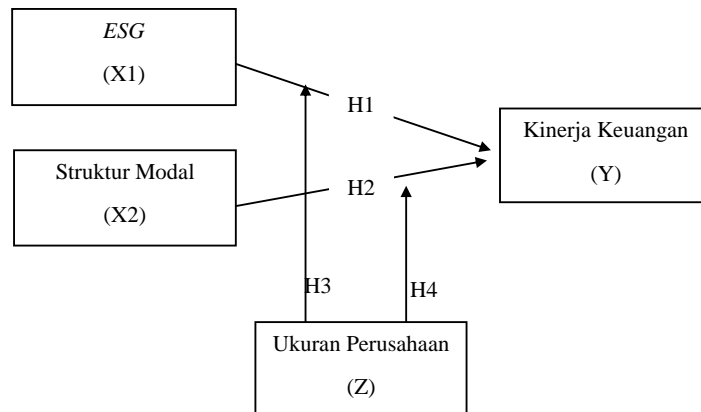 ESG
(X1)
H1
Kinerja Keuangan
(Y)
Struktur Modal
(X2)
H2
H3
H4
Ukuran Perusahaan
(Z)